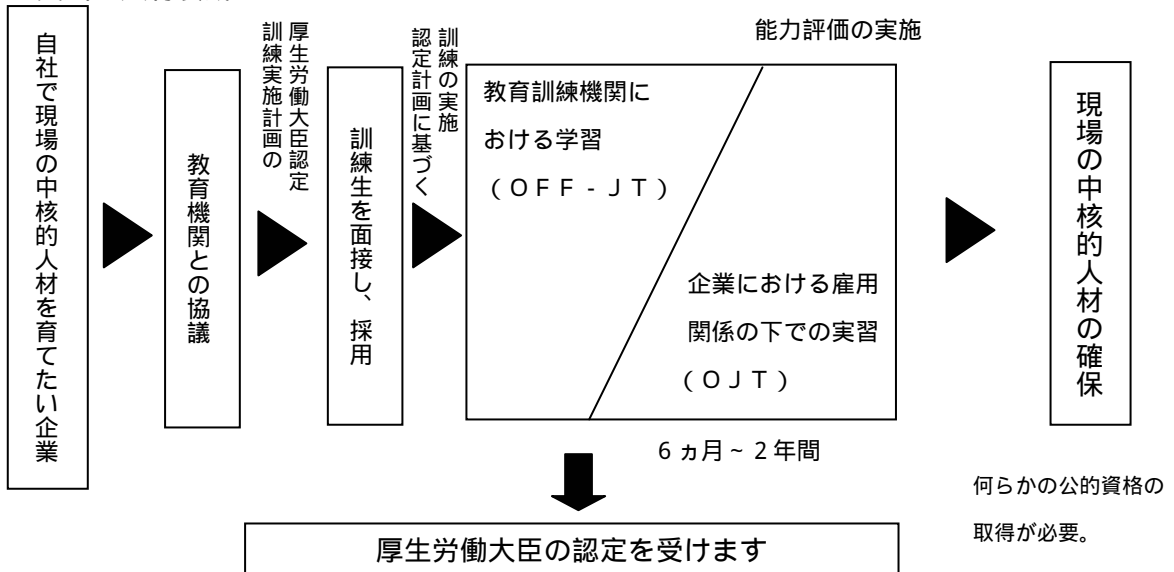 自社で現場の中核的人材を育てたい企業
教育機関との協議
厚生労働大臣認定
訓練実施計画の
訓練生を面接し、採用
訓練の実施
認定計画に基づく
能力評価の実施
教育訓練機関に
おける学習
（ＯＦＦ‐ＪＴ）
企業における雇用
関係の下での実習
（ＯＪＴ）
６ヵ月～２年間
現場の中核的人材の確保
何らかの公的資格の
取得が必要。
厚生労働大臣の認定を受けます